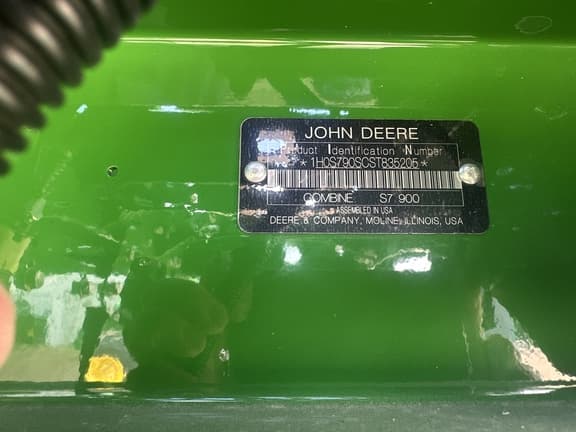 JOHN DEERE
Product Identification Number
*1H0S790SCST835205*
COMBINE S7 900
ASSEMBLED IN USA
DEERE & COMPANY, MOLINE, ILLINOIS, USA